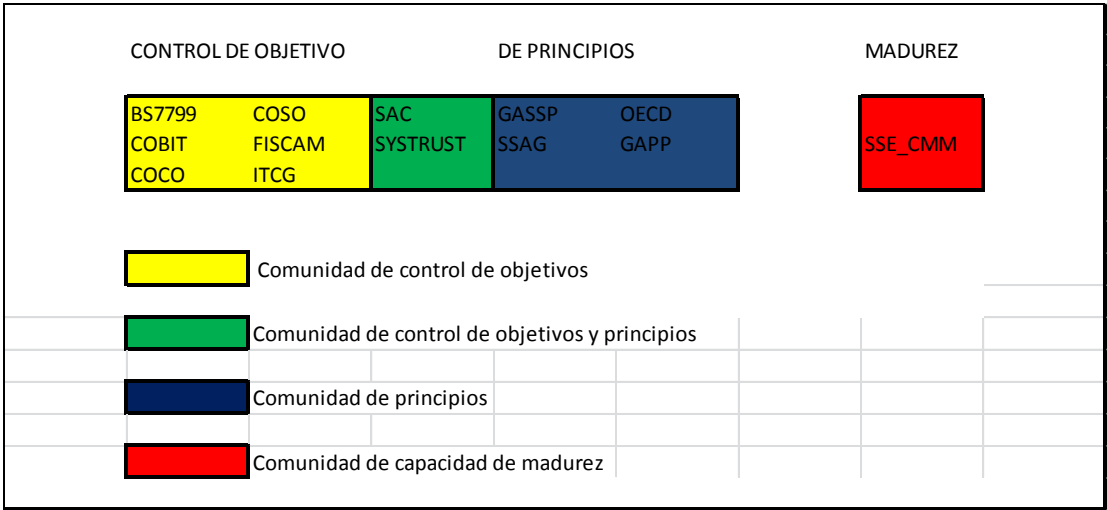 CONTROL DE OBJETIVO DE PRINCIPIOS MADUREZ
BS7799 COSO SAC GASSP OECD
COBIT FISCAM SYSTRUST SSAG GAPP SSE_CMM
COCO ITCG
Comunidad de control de objetivos
Comunidad de control de objetivos y principios
Comunidad de principios
Comunidad de capacidad de madurez